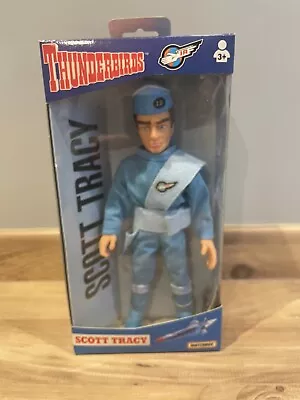 THUNDERBIRDS
3+
SCOTT TRACY
SCOTT TRACY
MATCHBOX